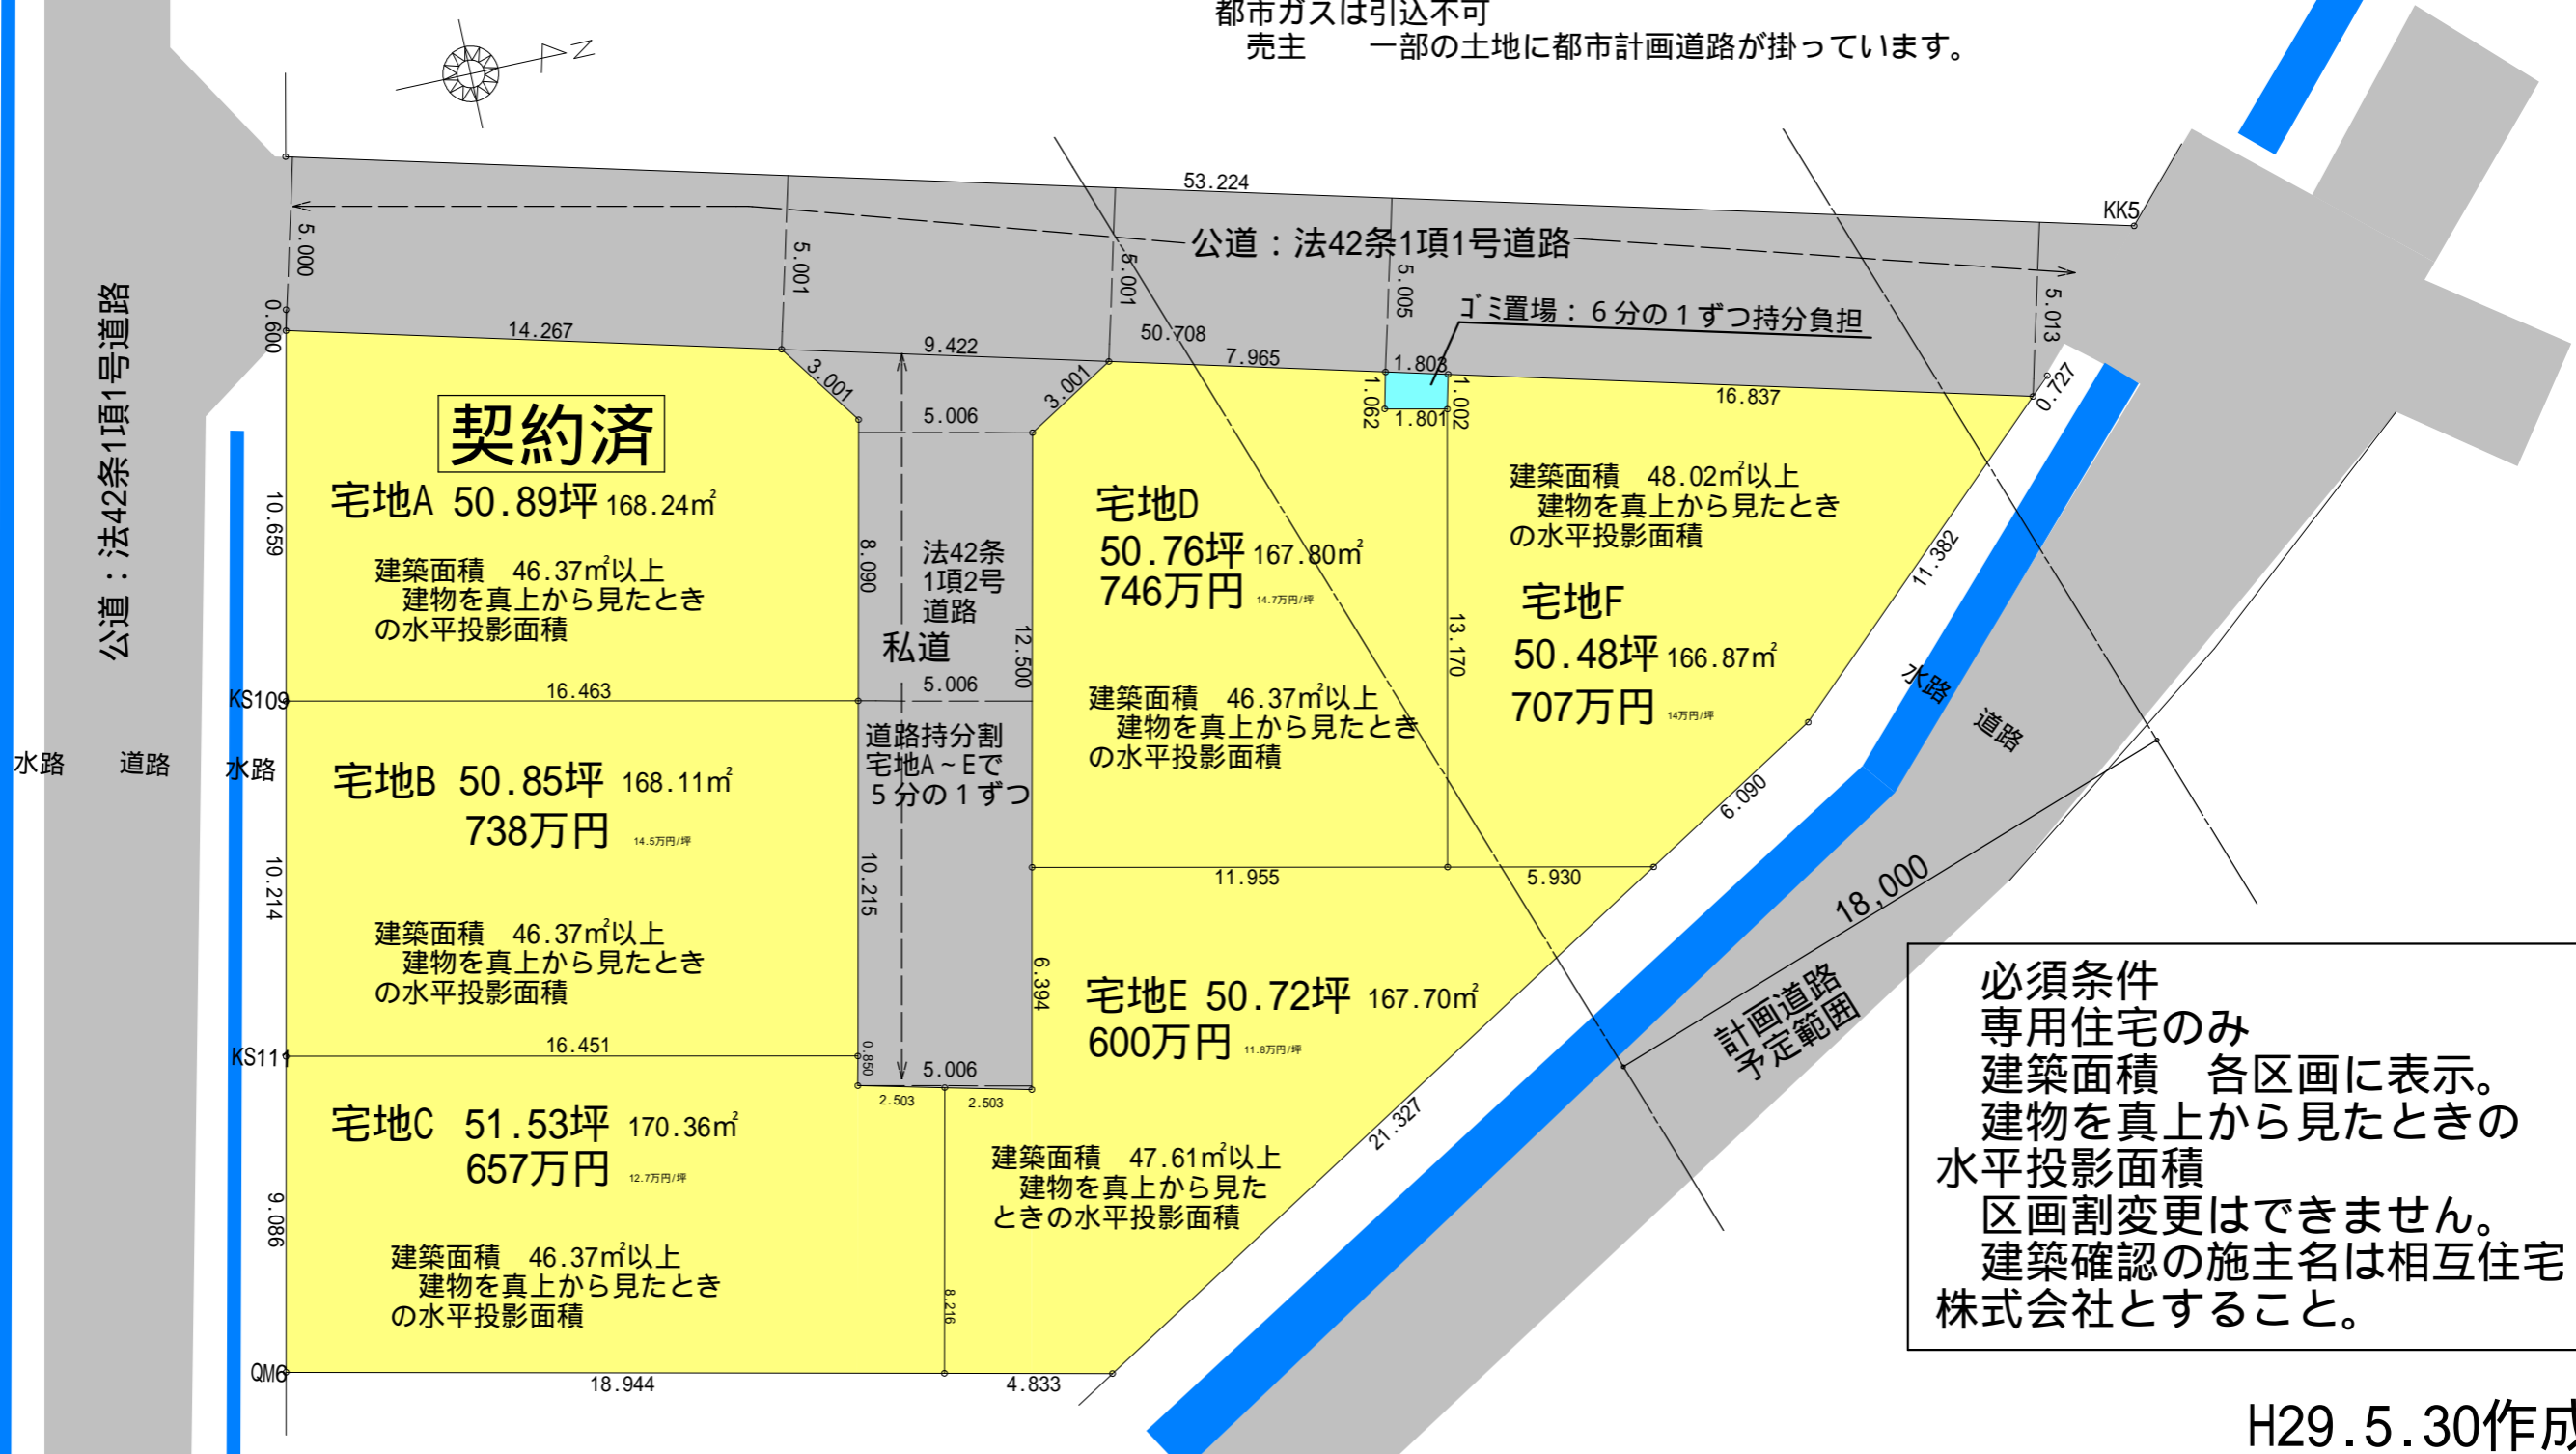 都市ガスは引込不可
売主　一部の土地に都市計画道路が掛っています。
N
53.224
KK5
公道：法42条1項1号道路
5.000
5.001
5.001
5.005
5.013
0.600
14.267
9.422
50.708
7.965
1.803
ゴミ置場：６分の１ずつ持分負担
16.837
0.727
3.001
3.001
5.006
1.062
1.801
1.002
公道：法42条1項1号道路
契約済
宅地A 50.89坪 168.24㎡
建築面積　46.37㎡以上
建物を真上から見たとき
の水平投影面積
10.659
8.090
法42条
1項2号
道路
私道
12.500
5.006
宅地D
50.76坪 167.80㎡
746万円 14.7万円/坪
建築面積　46.37㎡以上
建物を真上から見たとき
の水平投影面積
13.170
建築面積　48.02㎡以上
建物を真上から見たとき
の水平投影面積
宅地F
50.48坪 166.87㎡
707万円 14万円/坪
11.382
6.090
水路
道路
KS109
16.463
水路
道路
水路
宅地B 50.85坪 168.11㎡
738万円 14.5万円/坪
建築面積　46.37㎡以上
建物を真上から見たとき
の水平投影面積
10.214
10.215
道路持分割
宅地A～Eで
５分の１ずつ
11.955
5.930
6.394
宅地E 50.72坪 167.70㎡
600万円 11.8万円/坪
建築面積　47.61㎡以上
建物を真上から見た
ときの水平投影面積
21.327
18,000
計画道路
予定範囲
KS111
16.451
0.850
5.006
2.503
2.503
宅地C 51.53坪 170.36㎡
657万円 12.7万円/坪
建築面積　46.37㎡以上
建物を真上から見たとき
の水平投影面積
9.086
8.216
QM6
18.944
4.833
必須条件
専用住宅のみ
建築面積　各区画に表示。
建物を真上から見たときの
水平投影面積
区画割変更はできません。
建築確認の施主名は相互住宅
株式会社とすること。
H29.5.30作成